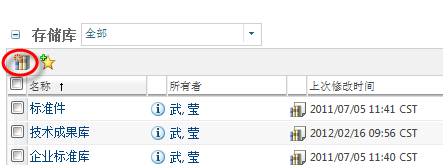 存储库 全部
名称 ↑ 所有者 上次修改时间
标准件 武, 莹 2011/07/05 11:41 CST
技术成果库 武, 莹 2012/02/16 09:56 CST
企业标准库 武, 莹 2011/07/05 11:40 CST